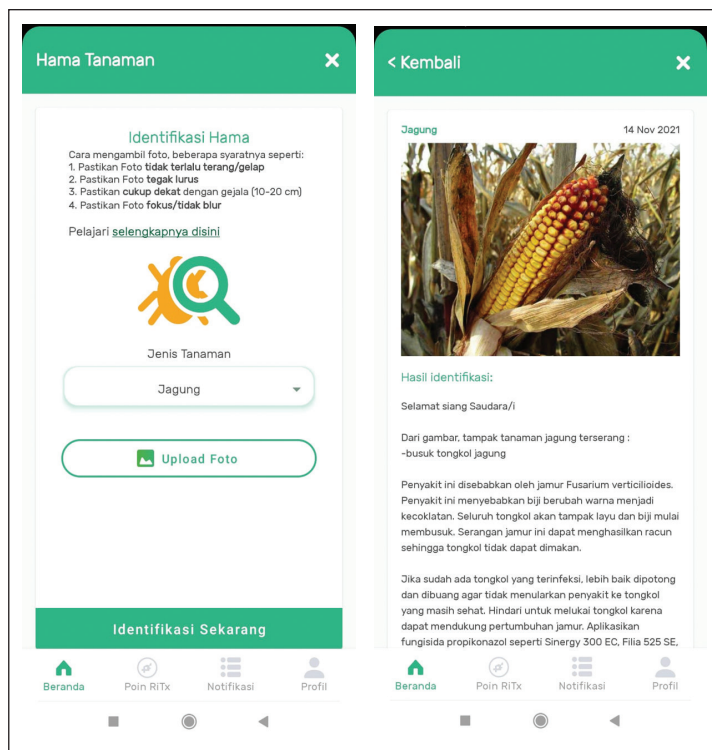 Hama Tanaman
Identifikasi Hama
Cara mengambil foto, beberapa syaratnya seperti:
1. Pastikan Foto tidak terlalu terang/gelap
2. Pastikan Foto tegak lurus
3. Pastikan cukup dekat dengan gejala (10-20 cm)
4. Pastikan Foto fokus/tidak blur
Pelajari selengkapnya disini
Jenis Tanaman
Jagung
Upload Foto
Identifikasi Sekarang
Beranda
Poin RiTx
Notifikasi
Profil
< Kembali
Jagung
14 Nov 2021
Hasil identifikasi:
Selamat siang Saudara/i
Dari gambar, tampak tanaman jagung terserang :
-busuk tongkol jagung
Penyakit ini disebabkan oleh jamur Fusarium verticilioides.
Penyakit ini menyebabkan biji berubah warna menjadi
kecoklatan. Seluruh tongkol akan tampak layu dan biji mulai
membusuk. Serangan jamur ini dapat menghasilkan racun
sehingga tongkol tidak dapat dimakan.
Jika sudah ada tongkol yang terinfeksi, lebih baik dipotong
dan dibuang agar tidak menularkan penyakit ke tongkol
yang masih sehat. Hindari untuk melukai tongkol karena
dapat mendukung pertumbuhan jamur. Aplikasikan
fungisida propikonazol seperti Sinergy 300 EC, Filia 525 SE,
Beranda
Poin RiTx
Notifikasi
Profil